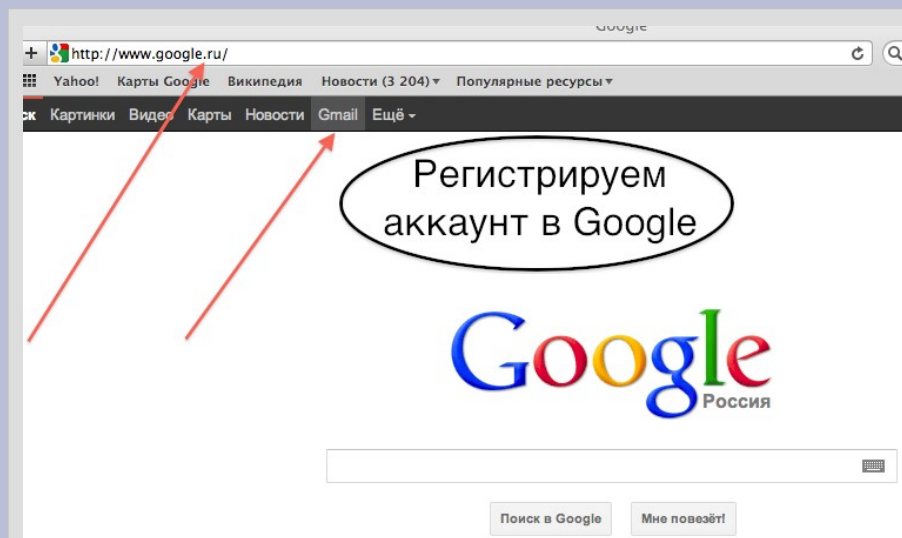 Google
http://www.google.ru/
Yahoo! Карты Google Википедия Новости (3 204) Популярные ресурсы
ск Картинки Видео Карты Новости Gmail Ещё
Регистрируем
аккаунт в Google
Google
Россия
Поиск в Google Мне повезёт!